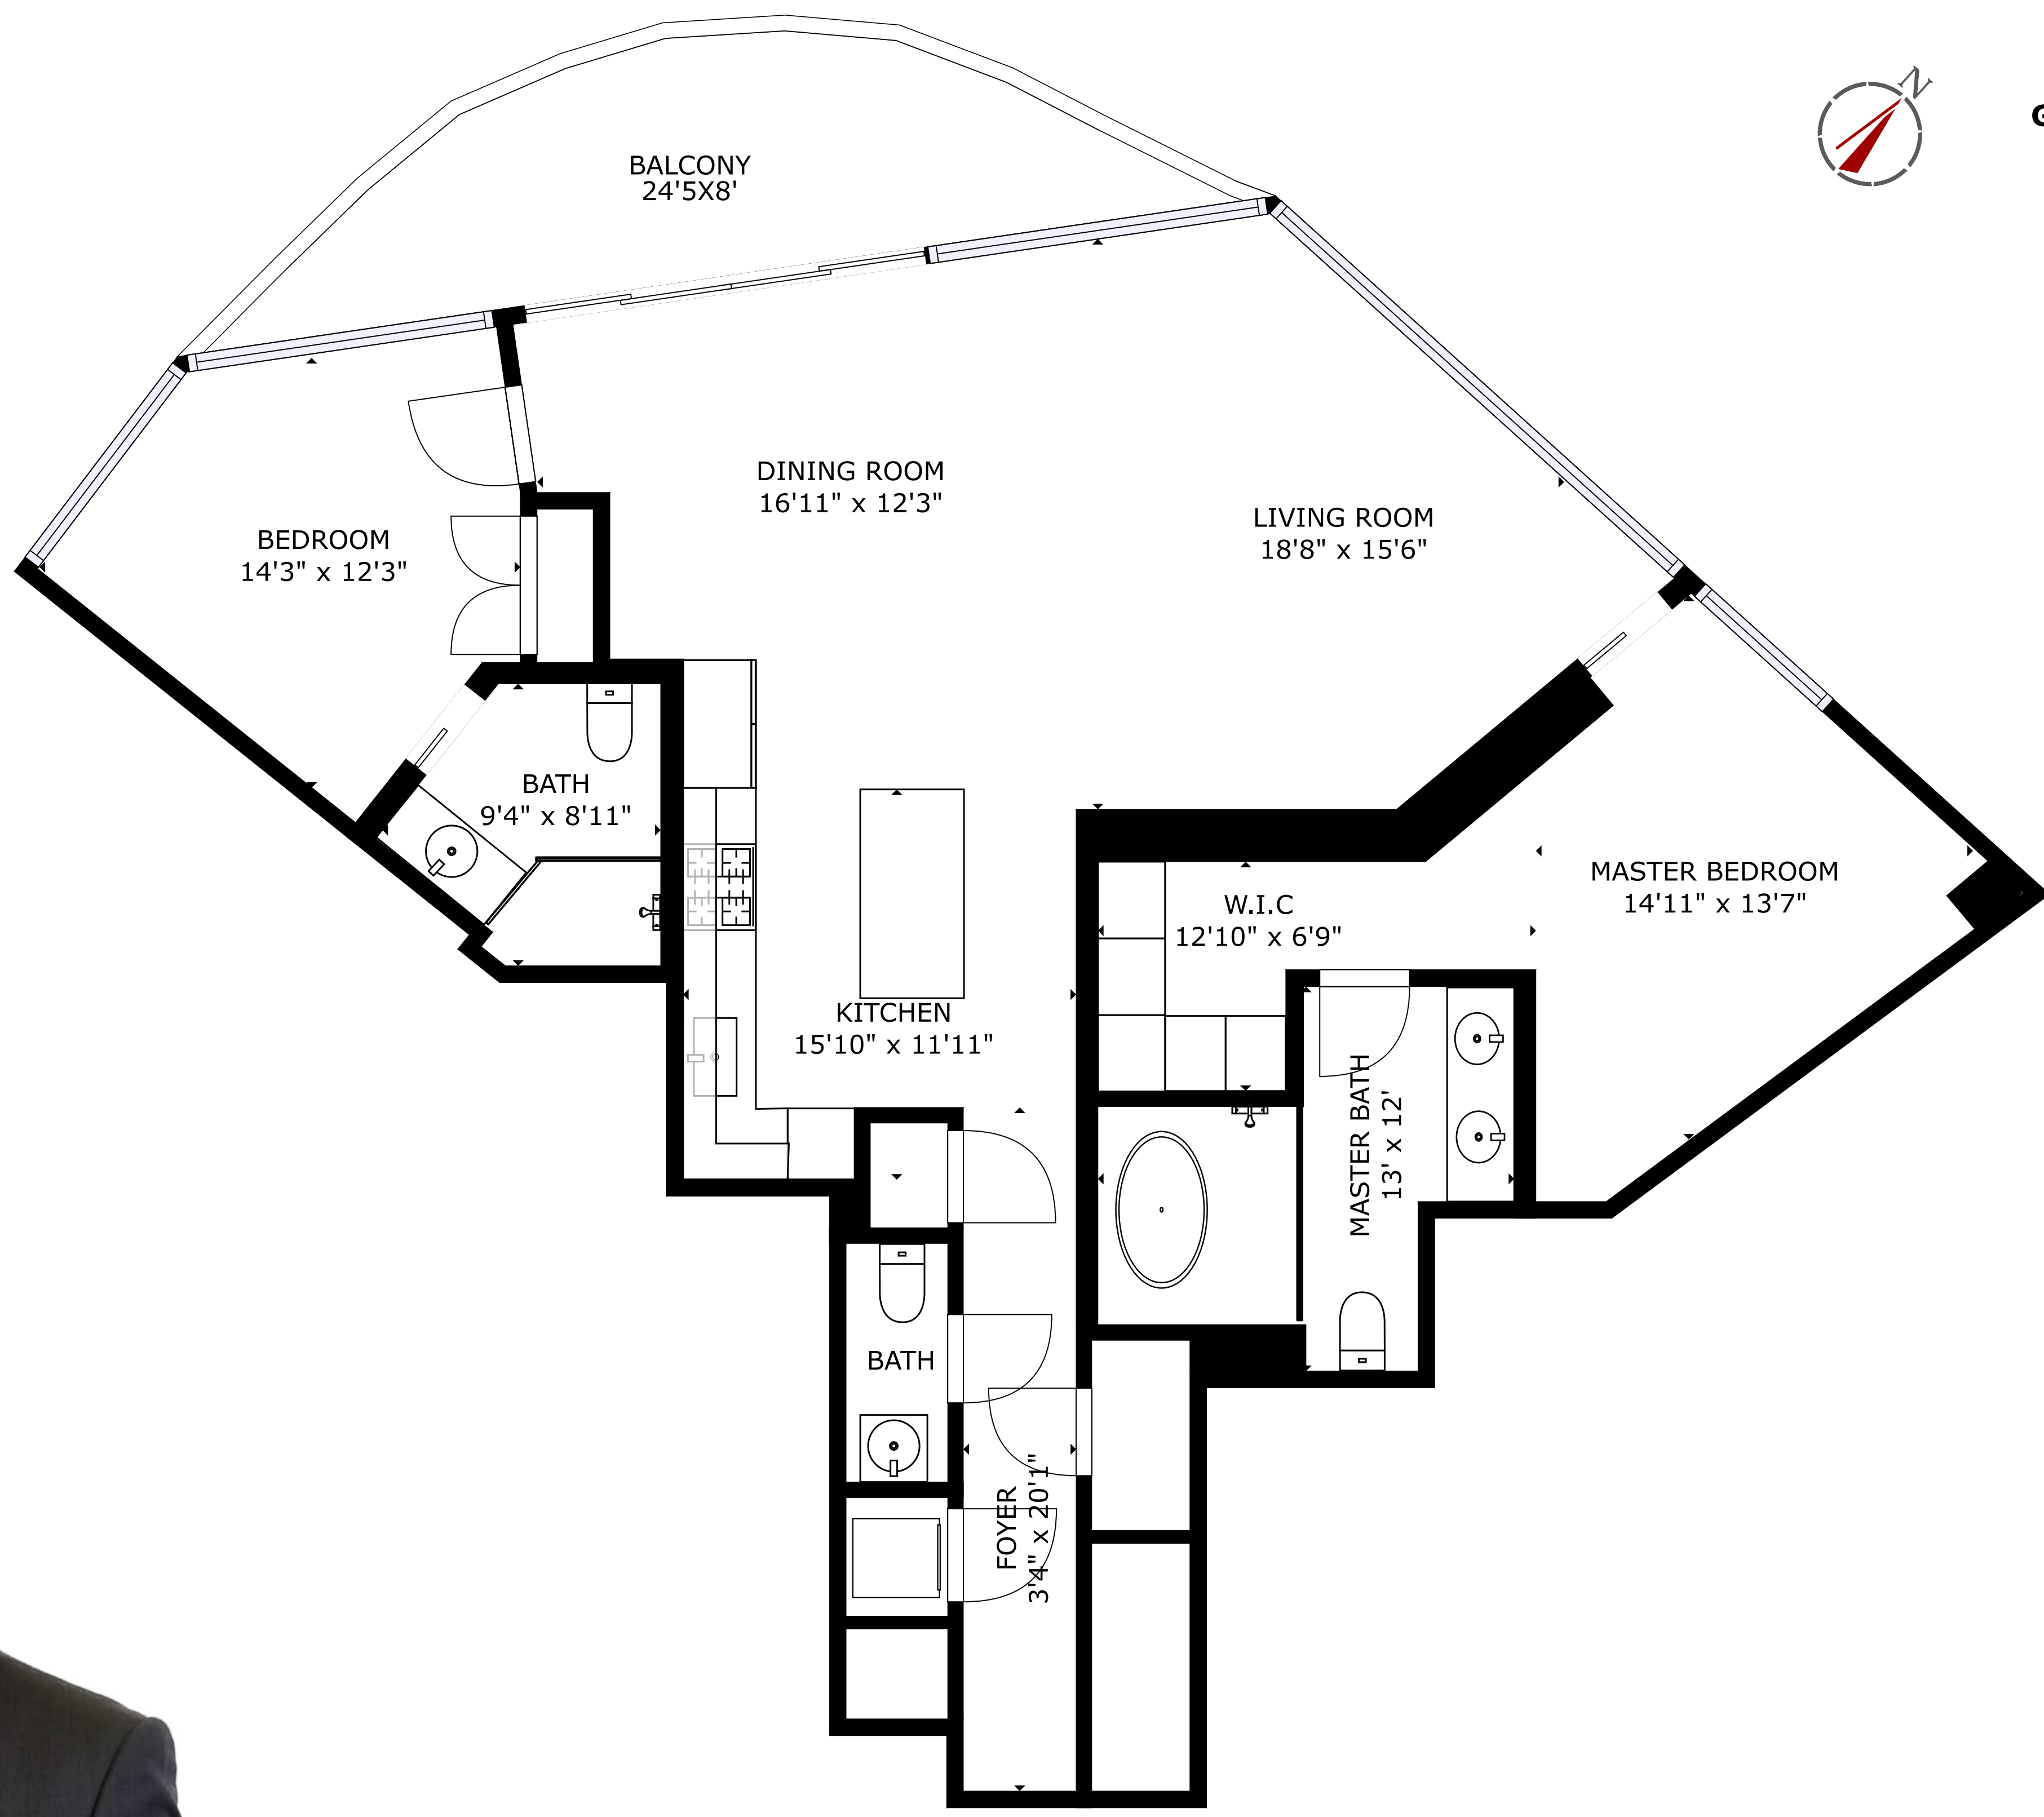 N
G
BALCONY
24'5X8'
DINING ROOM
16'11" x 12'3"
LIVING ROOM
18'8" x 15'6"
BEDROOM
14'3" x 12'3"
BATH
9'4" x 8'11"
MASTER BEDROOM
14'11" x 13'7"
W.I.C
12'10" x 6'9"
KITCHEN
15'10" x 11'11"
MASTER BATH
13' x 12'
BATH
FOYER
3'4" x 20'1"